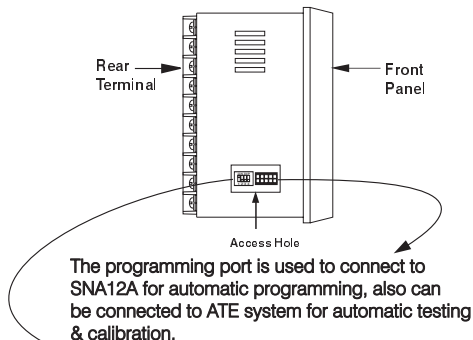 Rear
Terminal
Front
Panel
Access Hole
The programming port is used to connect to
SNA12A for automatic programming, also can
be connected to ATE system for automatic testing
& calibration.